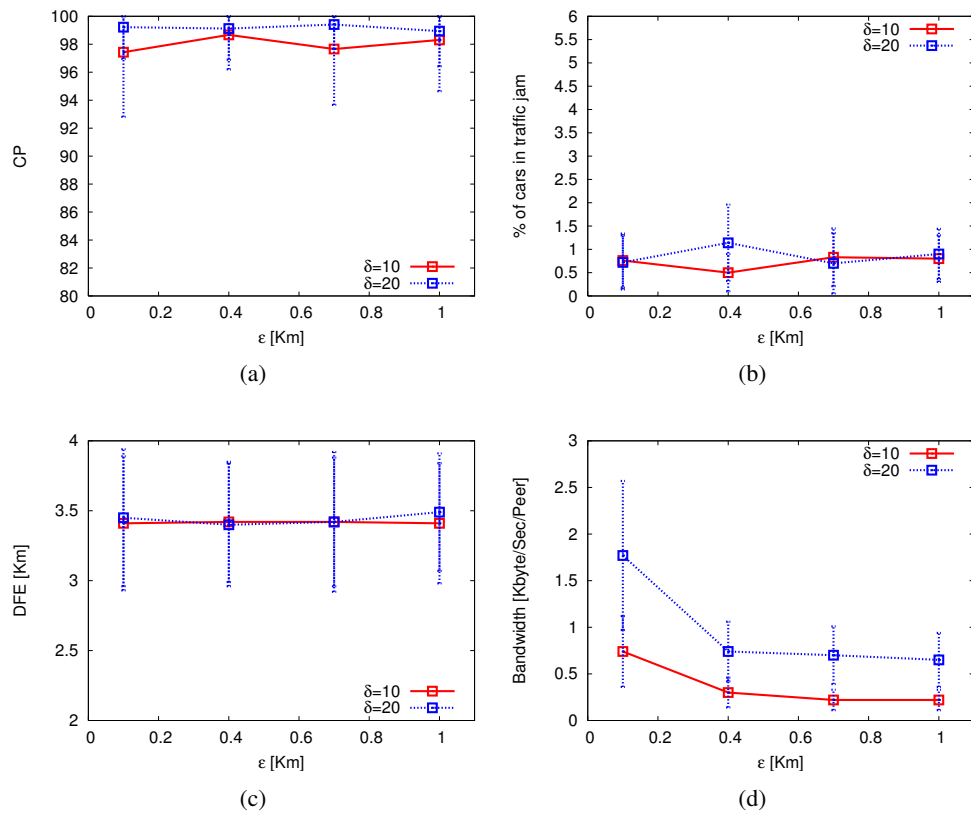 100
98
96
94
92
90
88
86
84
82
80
CP
δ=10
δ=20
0 0.2 0.4 0.6 0.8 1
ε [Km]
(a)
6
5.5
5
4.5
4
3.5
3
2.5
2
1.5
1
0.5
0
% of cars in traffic jam
δ=10
δ=20
0 0.2 0.4 0.6 0.8 1
ε [Km]
(b)
4
3.5
3
2.5
2
DFE [Km]
δ=10
δ=20
0 0.2 0.4 0.6 0.8 1
ε [Km]
(c)
3
2.5
2
1.5
1
0.5
0
Bandwidth [Kbyte/Sec/Peer]
δ=10
δ=20
0 0.2 0.4 0.6 0.8 1
ε [Km]
(d)